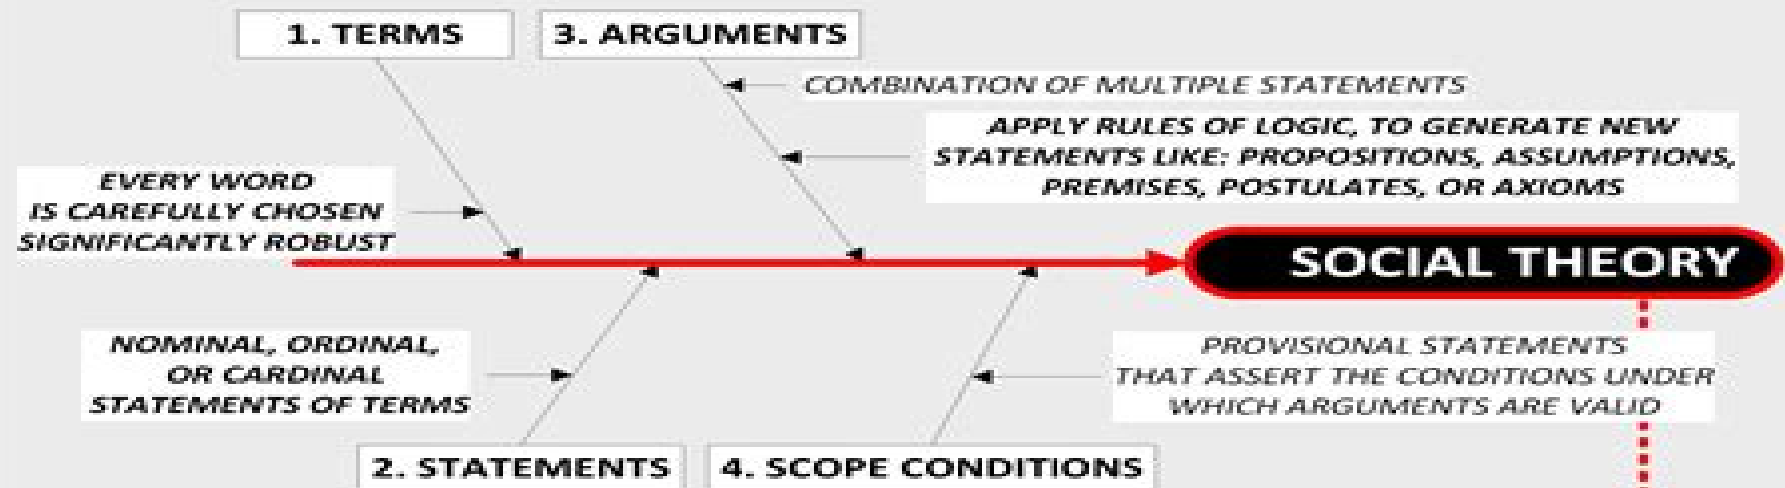 1. TERMS
3. ARGUMENTS
COMBINATION OF MULTIPLE STATEMENTS
APPLY RULES OF LOGIC, TO GENERATE NEW
STATEMENTS LIKE: PROPOSITIONS, ASSUMPTIONS,
PREMISES, POSTULATES, OR AXIOMS
EVERY WORD
IS CAREFULLY CHOSEN
SIGNIFICANTLY ROBUST
SOCIAL THEORY
NOMINAL, ORDINAL,
OR CARDINAL
STATEMENTS OF TERMS
PROVISIONAL STATEMENTS
THAT ASSERT THE CONDITIONS UNDER
WHICH ARGUMENTS ARE VALID
2. STATEMENTS
4. SCOPE CONDITIONS